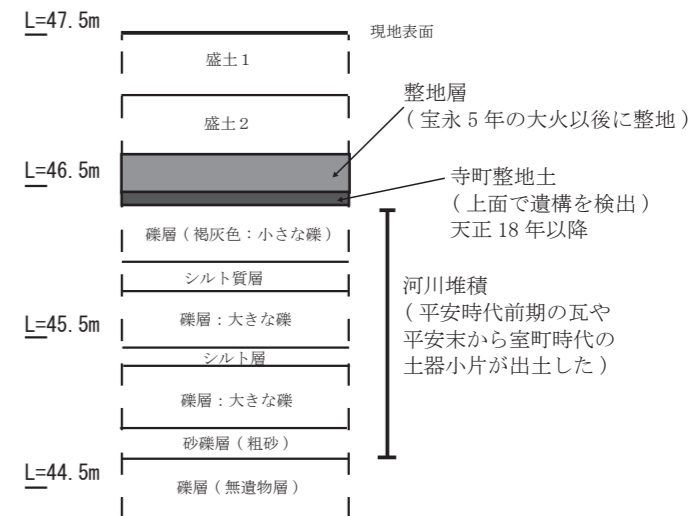 L=47.5m
現地表面
盛土1
整地層
(宝永5年の大火以後に整地)
盛土2
L=46.5m
寺町整地土
(上面で遺構を検出)
天正18年以降
礫層(褐灰色：小さな礫)
シルト質層
河川堆積
(平安時代前期の瓦や
平安末から室町時代の
土器小片が出土した)
礫層：大きな礫
L=45.5m
シルト層
礫層：大きな礫
砂礫層(粗砂)
L=44.5m
礫層(無遺物層)